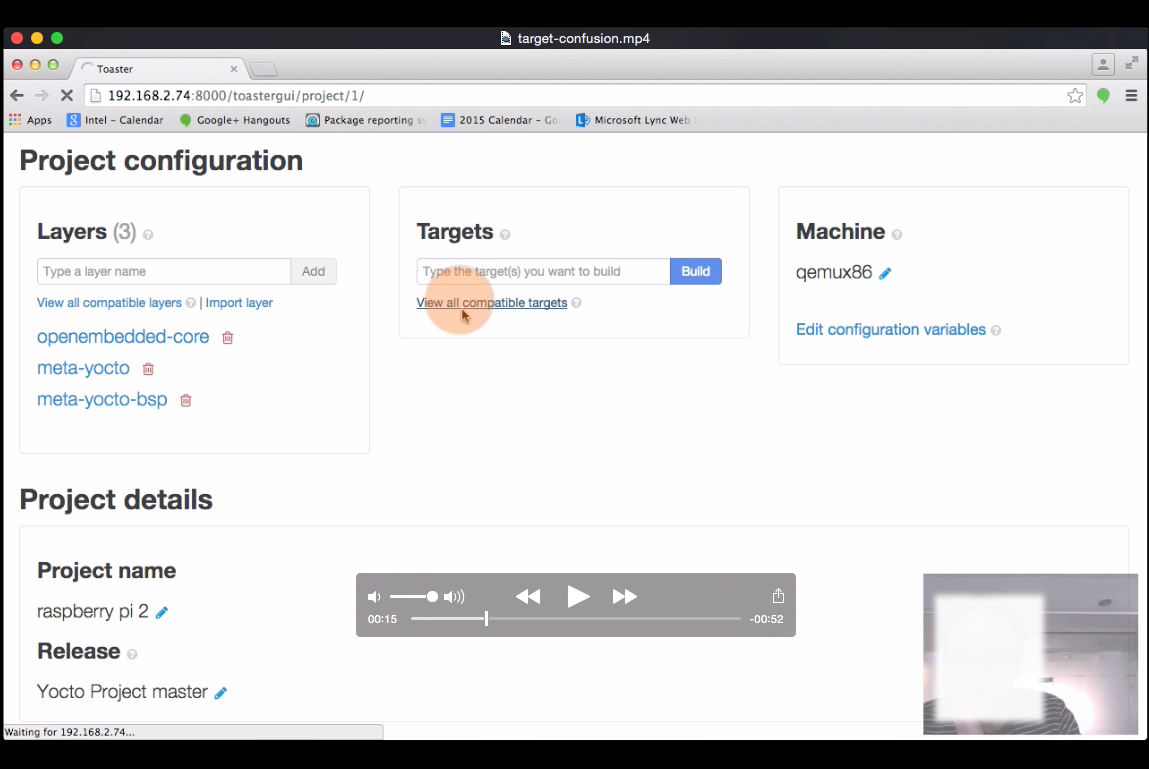 target-confusion.mp4
Toaster
192.168.2.74:8000/toastergui/project/1/
Apps Intel – Calendar Google+ Hangouts Package reporting 2015 Calendar – Microsoft Lync Web
Project configuration
Layers (3)
Type a layer name Add
View all compatible layers | Import layer
openembedded-core
meta-yocto
meta-yocto-bsp
Targets
Type the target(s) you want to build Build
View all compatible targets
Machine
qemux86
Edit configuration variables
Project details
Project name
raspberry pi 2
Release
Yocto Project master
00:15 -00:52
Waiting for 192.168.2.74...